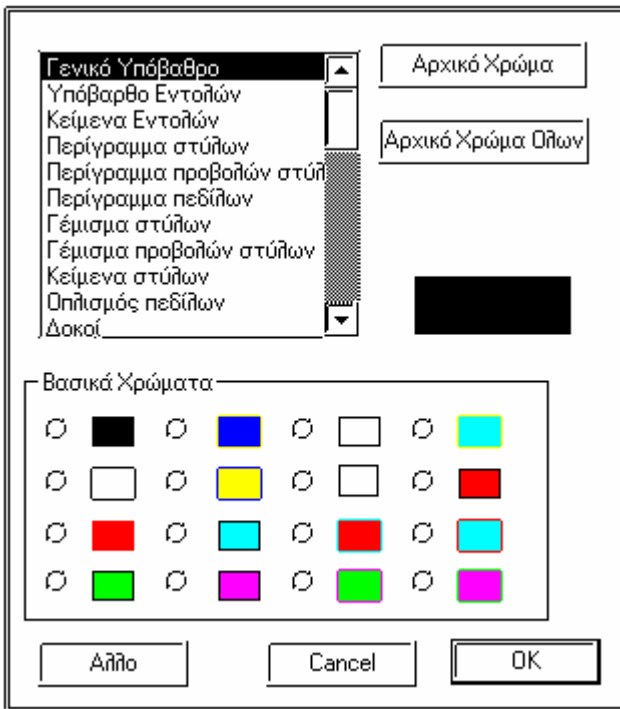 Γενικό Υπόβαθρο
Υπόβαρθο Εντολών
Κείμενα Εντολών
Περίγραμμα στύλων
Περίγραμμα προβολών στύλ
Περίγραμμα πεδίλων
Γέμισμα στύλων
Γέμισμα προβολών στύλων
Κείμενα στύλων
Οπλισμός πεδίλων
Δοκοί
Αρχικό Χρώμα
Αρχικό Χρώμα Ολων
Βασικά Χρώματα
Αλλο
Cancel
OK